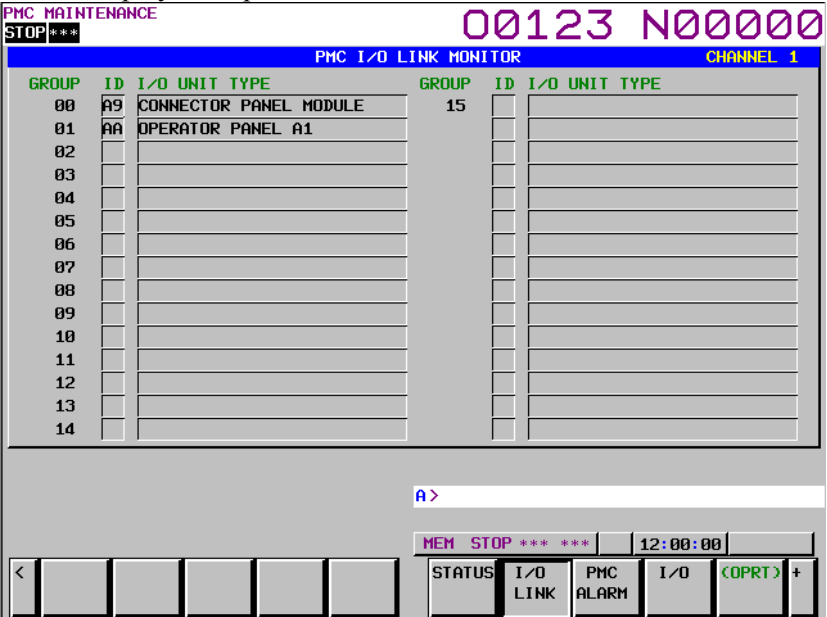 PMC MAINTENANCE
STOP *** O0123 N00000
PMC I/O LINK MONITOR CHANNEL 1
GROUP ID I/O UNIT TYPE GROUP ID I/O UNIT TYPE
00 A9 CONNECTOR PANEL MODULE 15
01 AA OPERATOR PANEL A1
02
03
04
05
06
07
08
09
10
11
12
13
14
A>
MEM STOP *** *** 12:00:00
< STATUS I/O LINK PMC ALARM I/O (OPRT) +